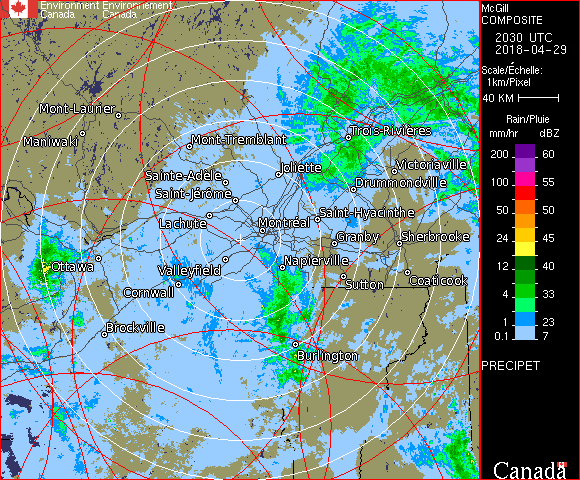 Environment Environnement
Canada Canada
Mont-Laurier
Maniwaki
Mont-Tremblant
Trois-Rivières
Joliette
Victoriaville
Sainte-Adèle
Drummondville
Saint-Jérôme
Saint-Hyacinthe
Lachute
Montréal
Granby
Sherbrooke
Ottawa
Valleyfield
Napierville
Sutton
Coaticook
Cornwall
Brockville
Burlington
McGill
COMPOSITE
2030 UTC
2018-04-29
Scale/Échelle:
1km/Pixel
40 KM
Rain/Pluie
mm/hr dBZ
200 60
100 55
50 50
24 45
12 40
4 33
1 23
0.1 7
PRECIPET
Canada